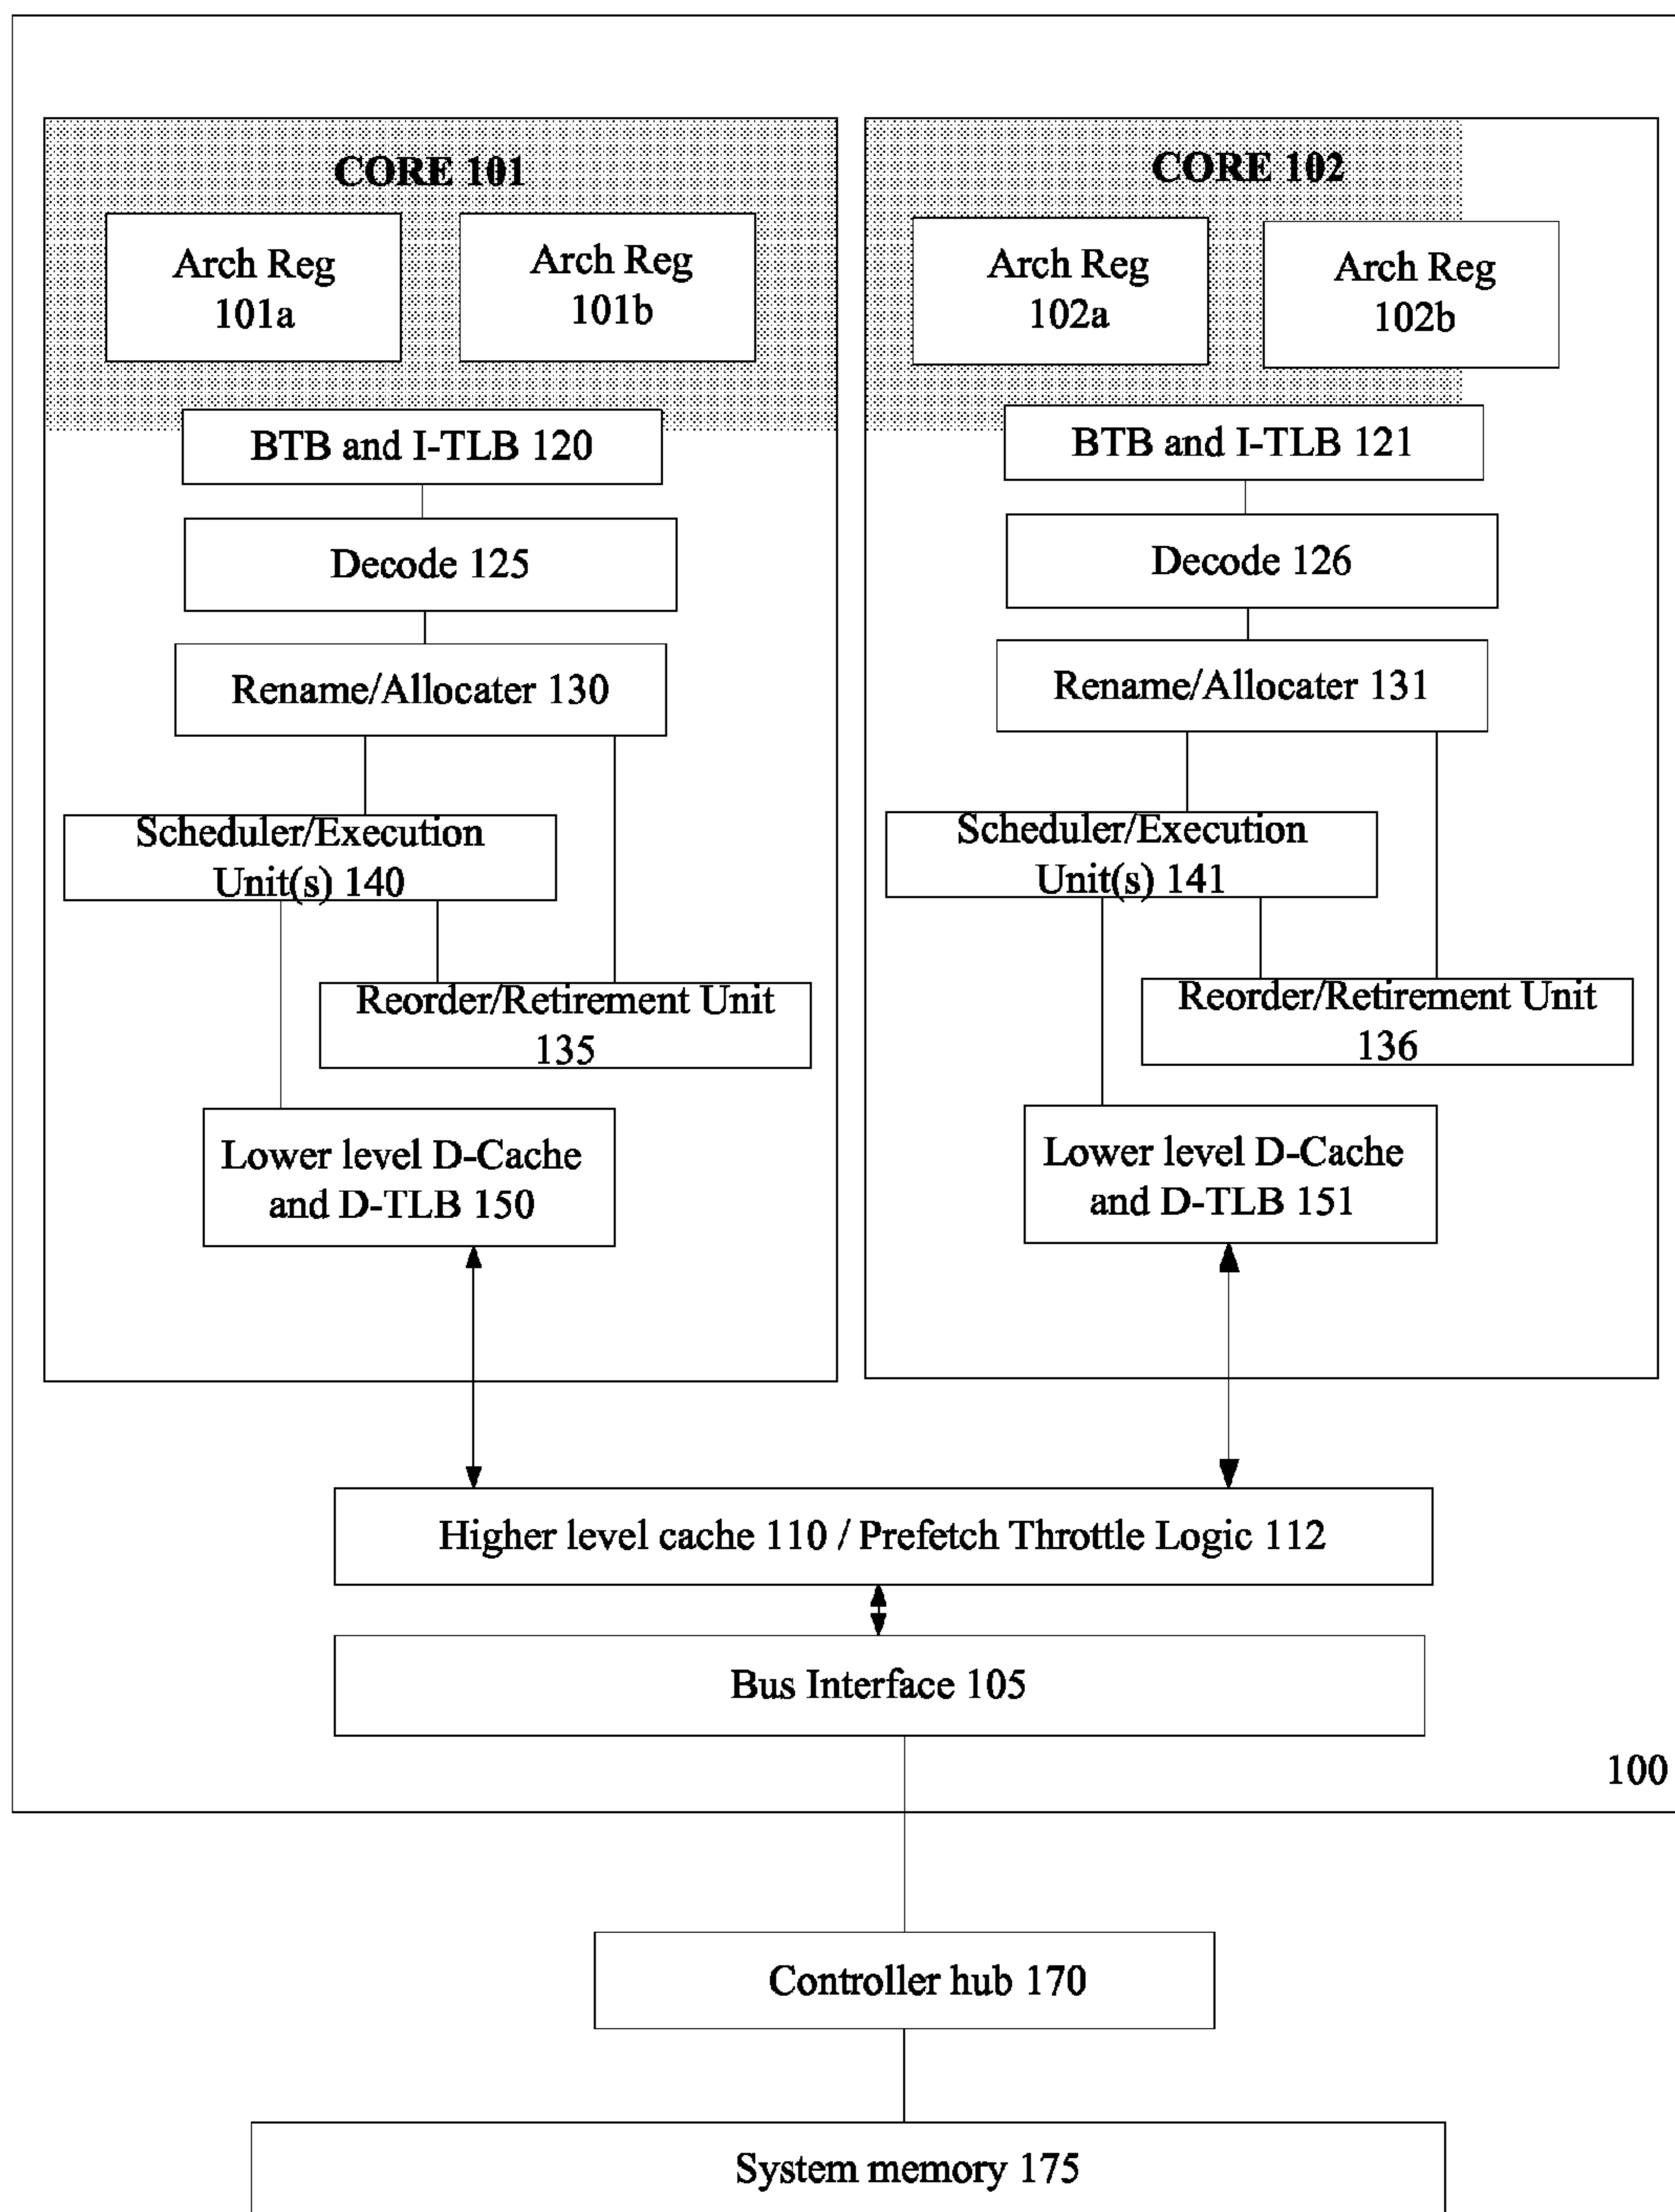 CORE 101
Arch Reg
101a
Arch Reg
101b
BTB and I-TLB 120
Decode 125
Rename/Allocater 130
Scheduler/Execution
Unit(s) 140
Reorder/Retirement Unit
135
Lower level D-Cache
and D-TLB 150
CORE 102
Arch Reg
102a
Arch Reg
102b
BTB and I-TLB 121
Decode 126
Rename/Allocater 131
Scheduler/Execution
Unit(s) 141
Reorder/Retirement Unit
136
Lower level D-Cache
and D-TLB 151
Higher level cache 110 / Prefetch Throttle Logic 112
Bus Interface 105
100
Controller hub 170
System memory 175